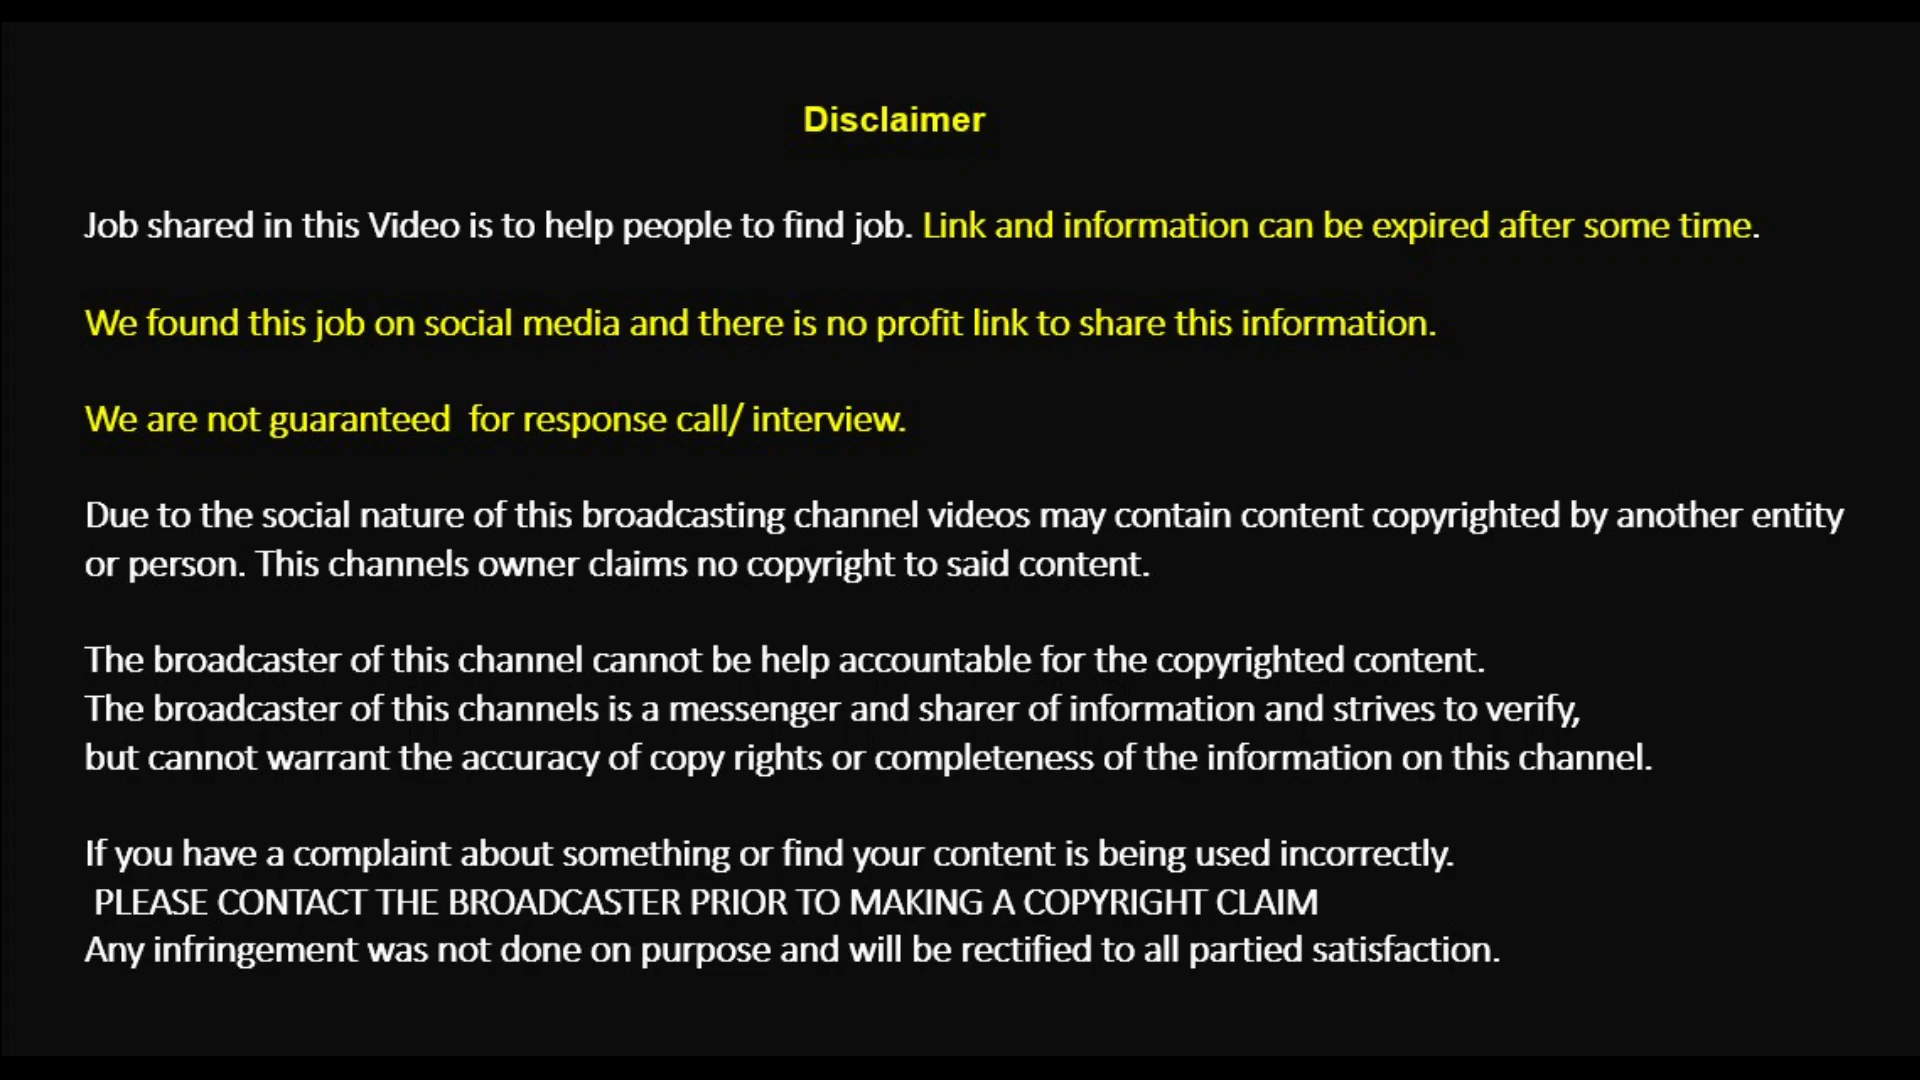 Disclaimer
Job shared in this Video is to help people to find job. Link and information can be expired after some time.
We found this job on social media and there is no profit link to share this information.
We are not guaranteed  for response call/ interview.
Due to the social nature of this broadcasting channel videos may contain content copyrighted by another entity
or person. This channels owner claims no copyright to said content.
The broadcaster of this channel cannot be help accountable for the copyrighted content.
The broadcaster of this channels is a messenger and sharer of information and strives to verify,
but cannot warrant the accuracy of copy rights or completeness of the information on this channel.
If you have a complaint about something or find your content is being used incorrectly.
PLEASE CONTACT THE BROADCASTER PRIOR TO MAKING A COPYRIGHT CLAIM
Any infringement was not done on purpose and will be rectified to all partied satisfaction.